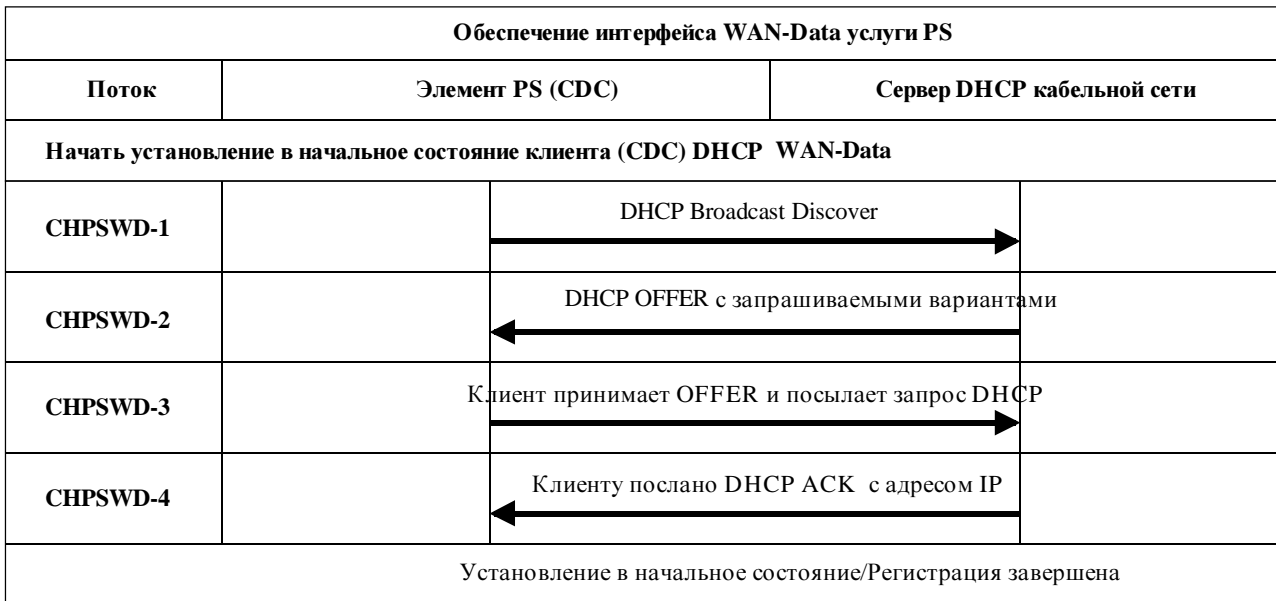 Обеспечение интерфейса WAN-Data услуги PS
Поток
Элемент PS (CDC)
Сервер DHCP кабельной сети
Начать установление в начальное состояние клиента (CDC) DHCP WAN-Data
CHPSWD-1
DHCP Broadcast Discover
CHPSWD-2
DHCP OFFER с запрашиваемыми вариантами
CHPSWD-3
Клиент принимает OFFER и посылает запрос DHCP
CHPSWD-4
Клиенту послано DHCP ACK с адресом IP
Установление в начальное состояние/Регистрация завершена